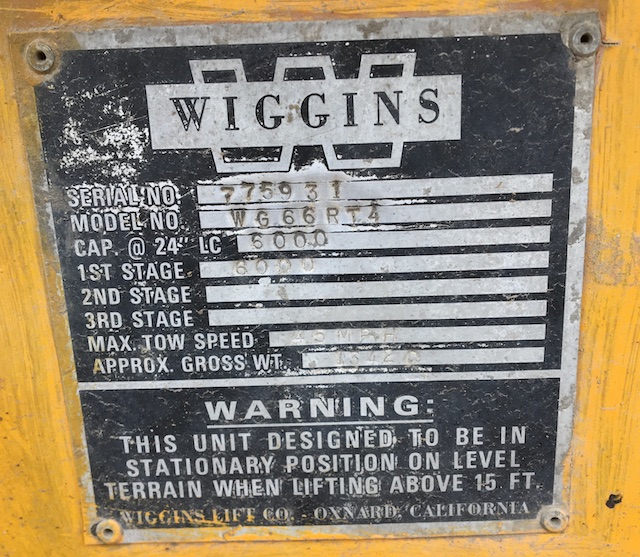 WIGGINS
SERIAL NO. 775931
MODEL NO WG66RT4
CAP. @ 24" LC 6000
1ST STAGE 6000
2ND STAGE
3RD STAGE
MAX. TOW SPEED MPH
APPROX. GROSS WT.
WARNING:
THIS UNIT DESIGNED TO BE IN
STATIONARY POSITION ON LEVEL
TERRAIN WHEN LIFTING ABOVE 15 FT.
WIGGINS LIFT CO. - OXNARD, CALIFORNIA